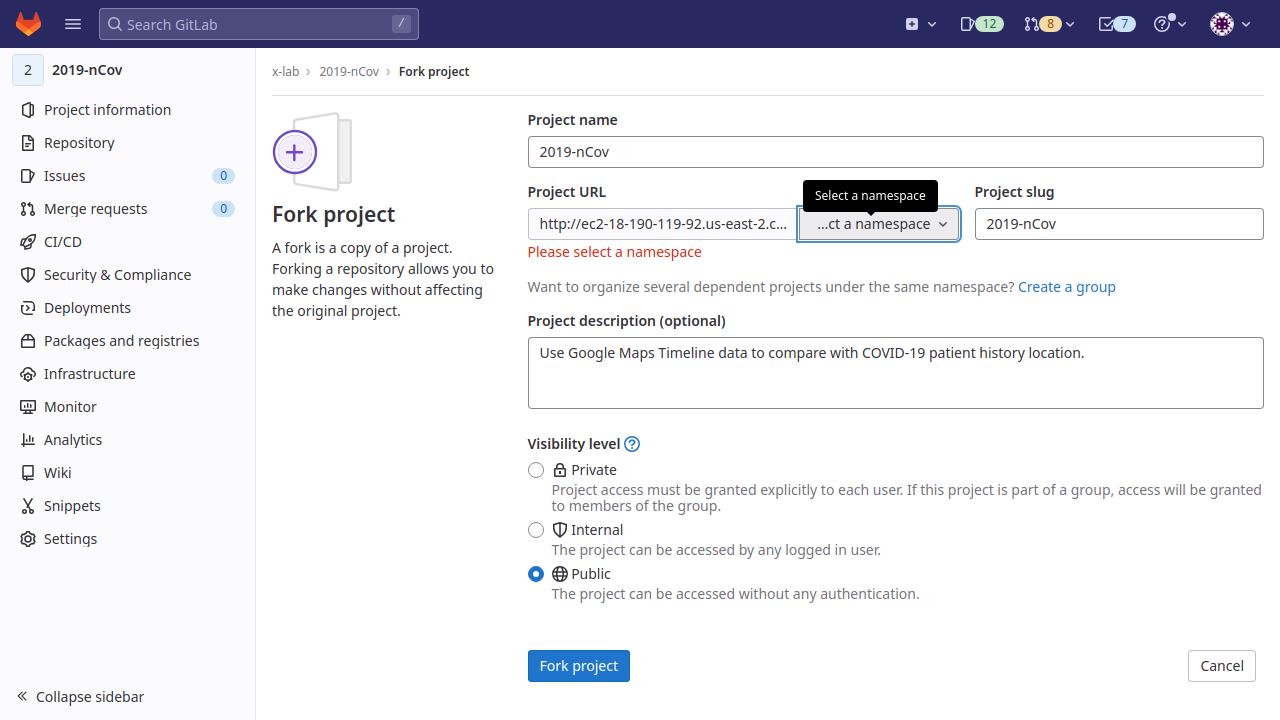 Search GitLab
/
12
8
7
2
2019-nCov
Project information
Repository
Issues
0
Merge requests
0
CI/CD
Security & Compliance
Deployments
Packages and registries
Infrastructure
Monitor
Analytics
Wiki
Snippets
Settings
Collapse sidebar
x-lab
2019-nCov
Fork project
Fork project
A fork is a copy of a project.
Forking a repository allows you to
make changes without affecting
the original project.
Project name
2019-nCov
Project URL
http://ec2-18-190-119-92.us-east-2.c...
Select a namespace
...ct a namespace
Project slug
2019-nCov
Please select a namespace
Want to organize several dependent projects under the same namespace? Create a group
Project description (optional)
Use Google Maps Timeline data to compare with COVID-19 patient history location.
Visibility level
Private
Project access must be granted explicitly to each user. If this project is part of a group, access will be granted
to members of the group.
Internal
The project can be accessed by any logged in user.
Public
The project can be accessed without any authentication.
Fork project
Cancel